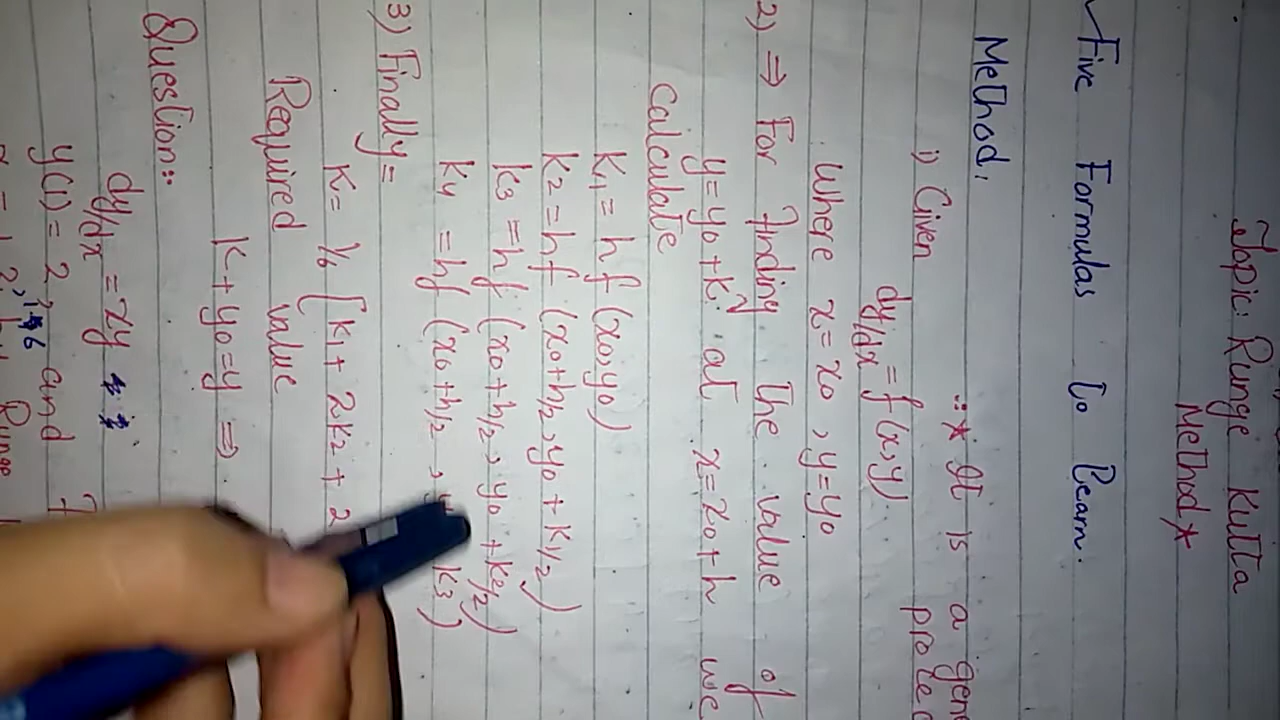 Topic: Runge Kutta
Method *
Five Formulas to Learn.
Method.
∴ * It is a
i) Given
dy/dx = f(x,y)
Where x = x0 , y = y0
2) ⇒ For finding the value of
y = y0 + k at x = x0 + h we
calculate
K1 = hf (x0,y0)
K2 = hf (x0+h/2, y0 + K1/2)
K3 = hf (x0+h/2, y0 + K2/2)
K4 = hf (x0+h/2 , K3)
3) Finally =
K = 1/6 [K1 + 2K2 + 2
Required value
K + y0 = y ⇒
Question:-
dy/dx = xy
y(1) = 2, and
Runge